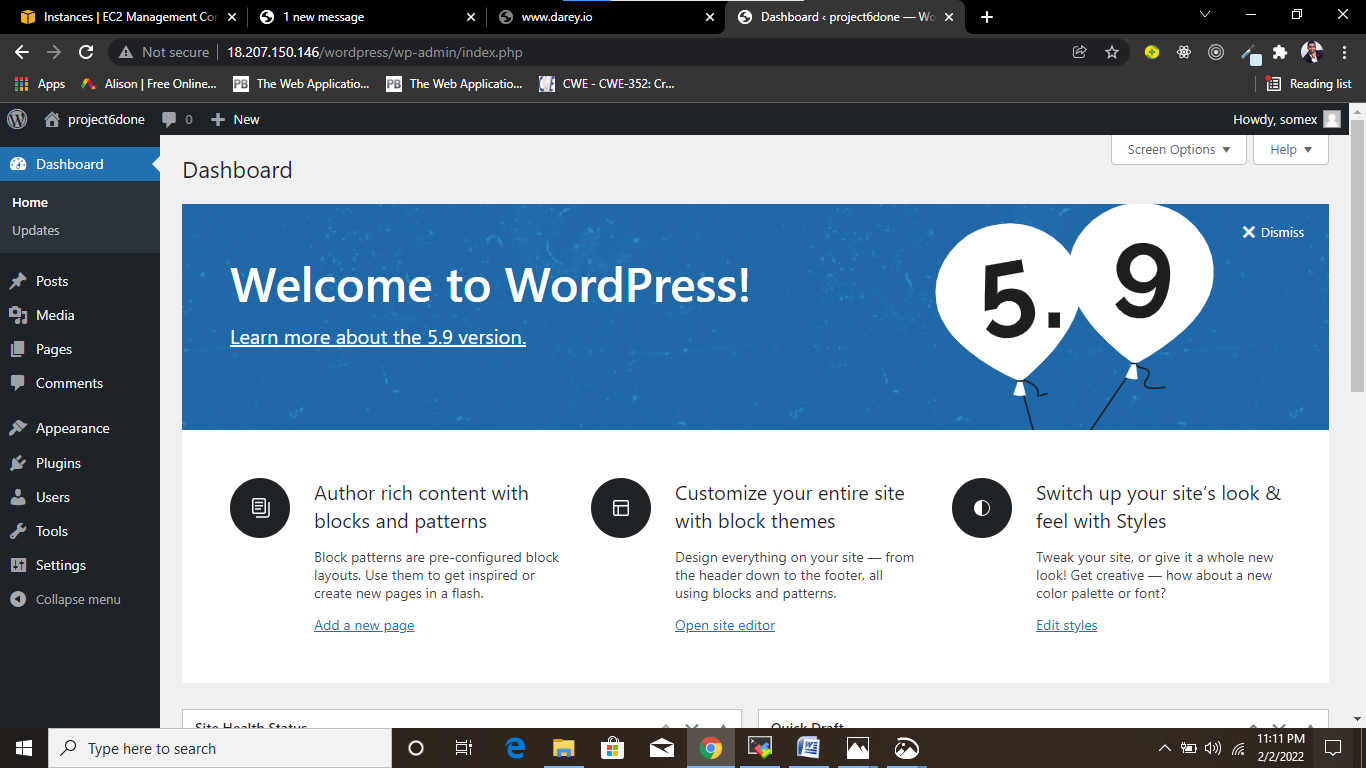 Instances | EC2 Management Cor
1 new message
www.darey.io
Dashboard ‹ project6done — Wo
Not secure
18.207.150.146/wordpress/wp-admin/index.php
Apps
Alison | Free Online...
PB
The Web Applicatio...
PB
The Web Applicatio...
CWE - CWE-352: Cr...
Reading list
project6done
0
New
Howdy, somex
Dashboard
Home
Updates
Posts
Media
Pages
Comments
Appearance
Plugins
Users
Tools
Settings
Collapse menu
Screen Options
Help
Dashboard
Dismiss
Welcome to WordPress!
Learn more about the 5.9 version.
5.9
Author rich content with
blocks and patterns
Block patterns are pre-configured block
layouts. Use them to get inspired or
create new pages in a flash.
Add a new page
Customize your entire site
with block themes
Design everything on your site — from
the header down to the footer, all
using blocks and patterns.
Open site editor
Switch up your site's look &
feel with Styles
Tweak your site, or give it a whole new
look! Get creative — how about a new
color palette or font?
Edit styles
Site Health Status
Quick Draft
Type here to search
11:11 PM
2/2/2022